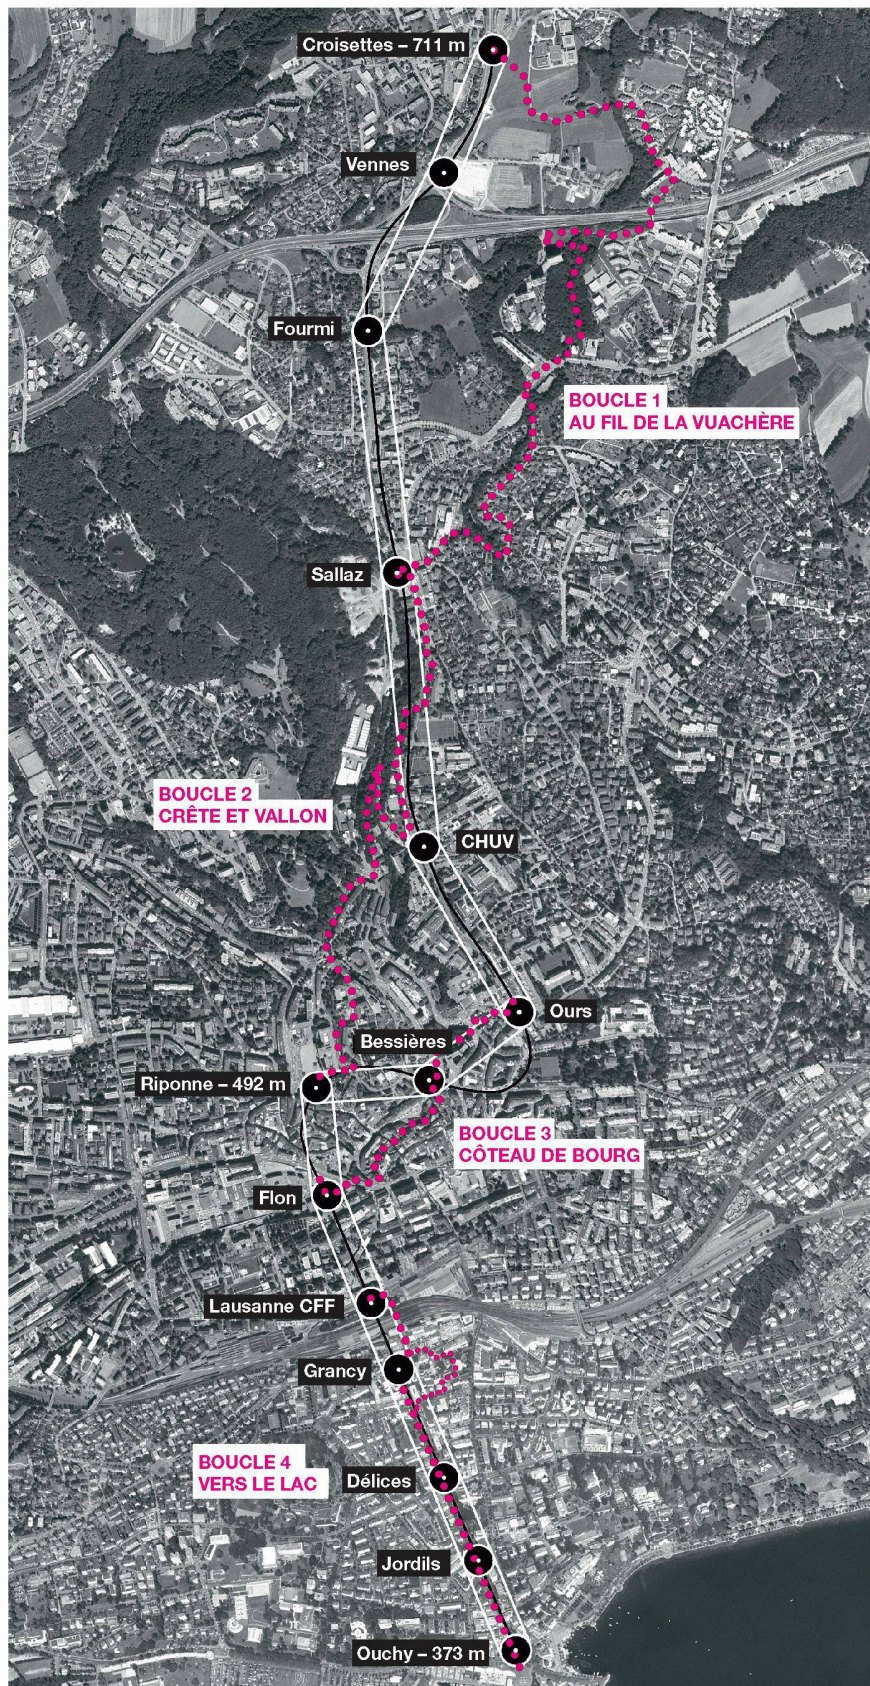 Croisettes – 711 m
Vennes
Fourmi
BOUCLE 1
AU FIL DE LA VUACHÈRE
Sallaz
BOUCLE 2
CRÊTE ET VALLON
CHUV
Ours
Bessières
Riponne – 492 m
BOUCLE 3
CÔTEAU DE BOURG
Flon
Lausanne CFF
Grancy
BOUCLE 4
VERS LE LAC
Délices
Jordils
Ouchy – 373 m